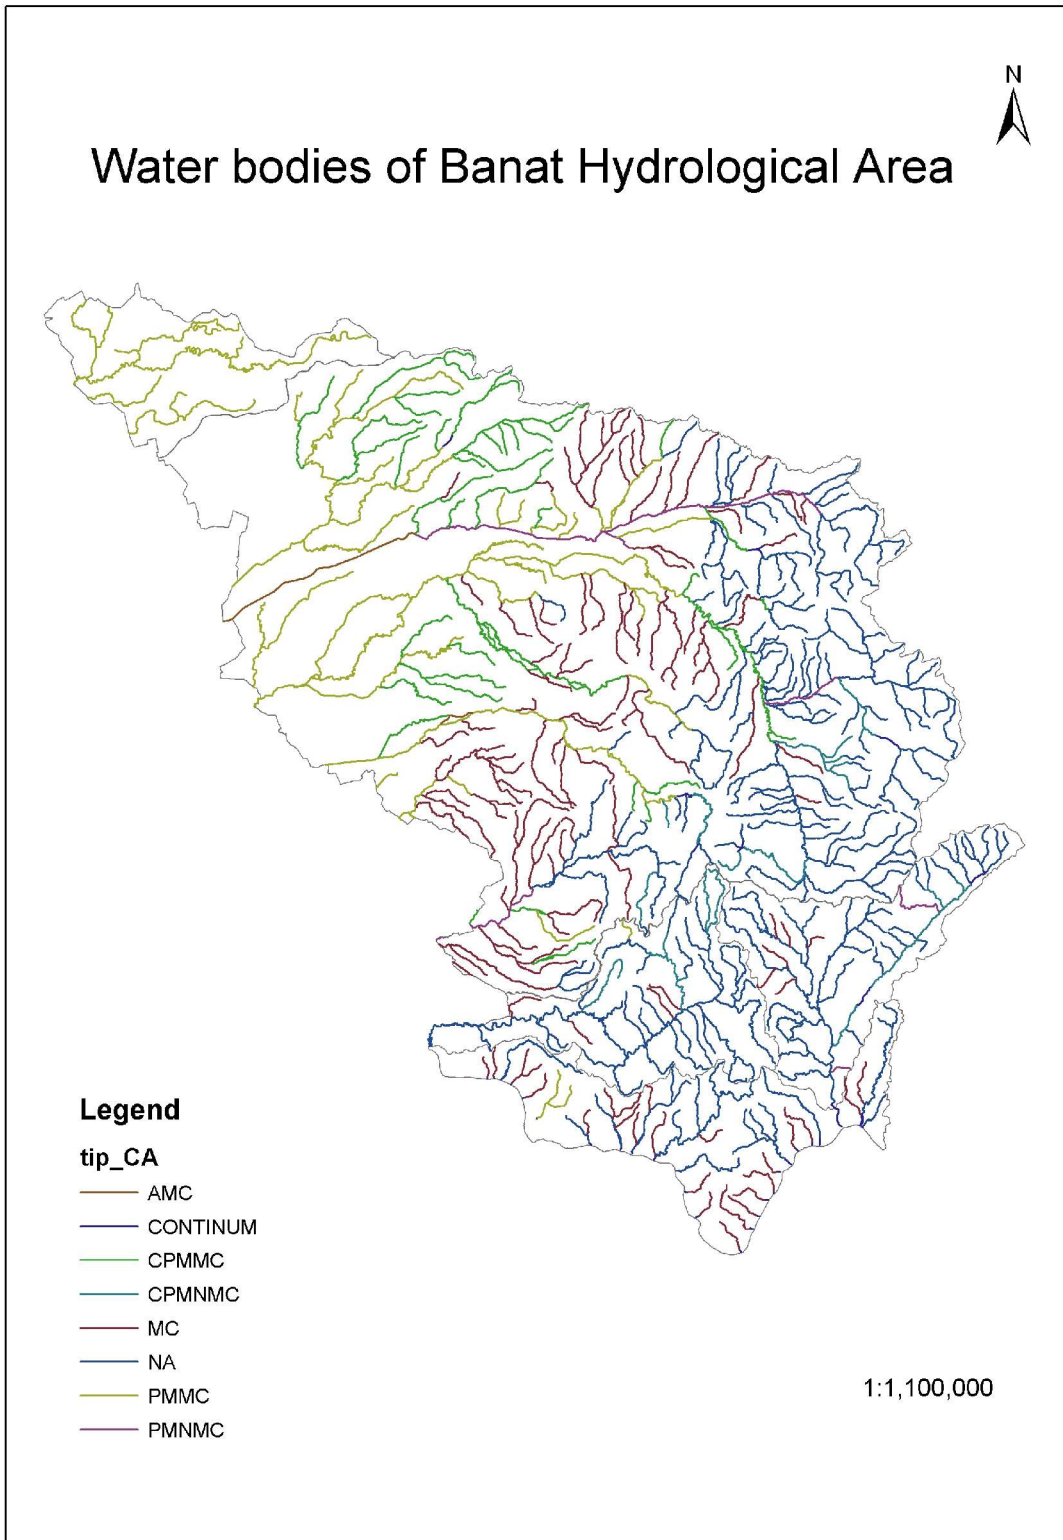 N
Water bodies of Banat Hydrological Area
Legend
tip_CA
AMC
CONTINUM
CPMMC
CPMNMC
MC
NA
PMMC
PMNMC
1:1,100,000